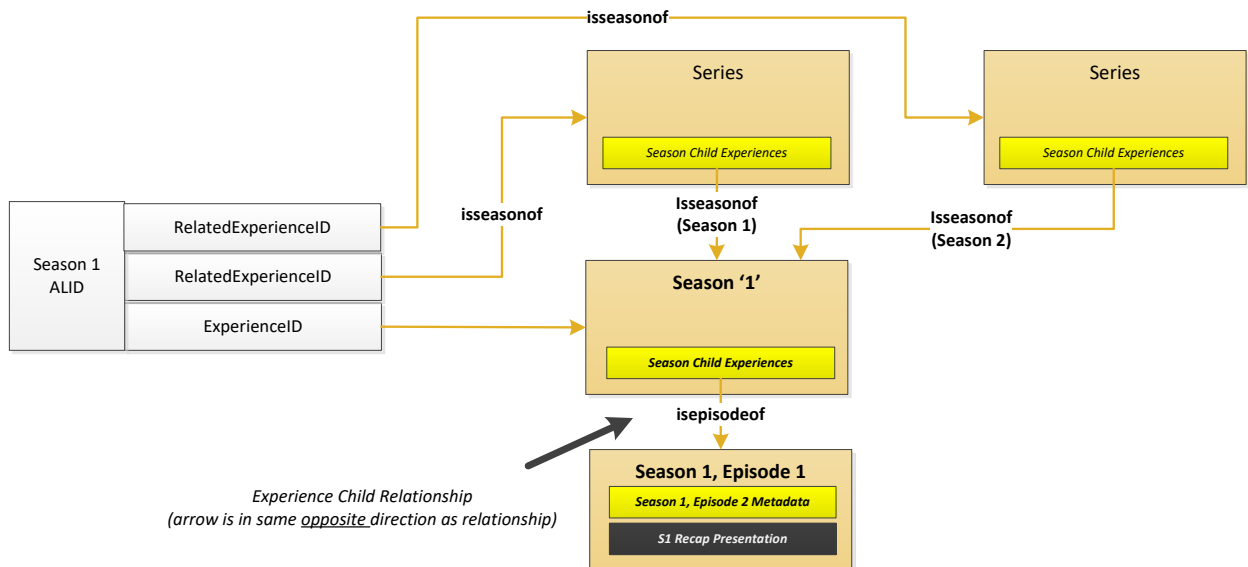 isseasonof
Series
Season Child Experiences
Series
Season Child Experiences
isseasonof
Isseasonof
(Season 1)
Isseasonof
(Season 2)
Season 1
ALID
RelatedExperienceID
RelatedExperienceID
ExperienceID
Season ‘1’
Season Child Experiences
isepisodeof
Experience Child Relationship
(arrow is in same opposite direction as relationship)
Season 1, Episode 1
Season 1, Episode 2 Metadata
S1 Recap Presentation